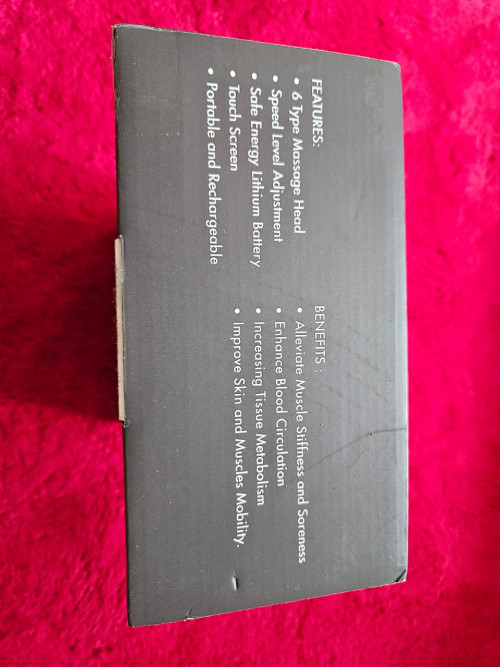 FEATURES:
• 6 Type Massage Head
• Speed Level Adjustment
• Safe Energy Lithium Battery
• Touch Screen
• Portable and Rechargeable
BENEFITS :
• Alleviate Muscle Stiffness and Soreness
• Enhance Blood Circulation
• Increasing Tissue Metabolism
• Improve Skin and Muscles Mobility.